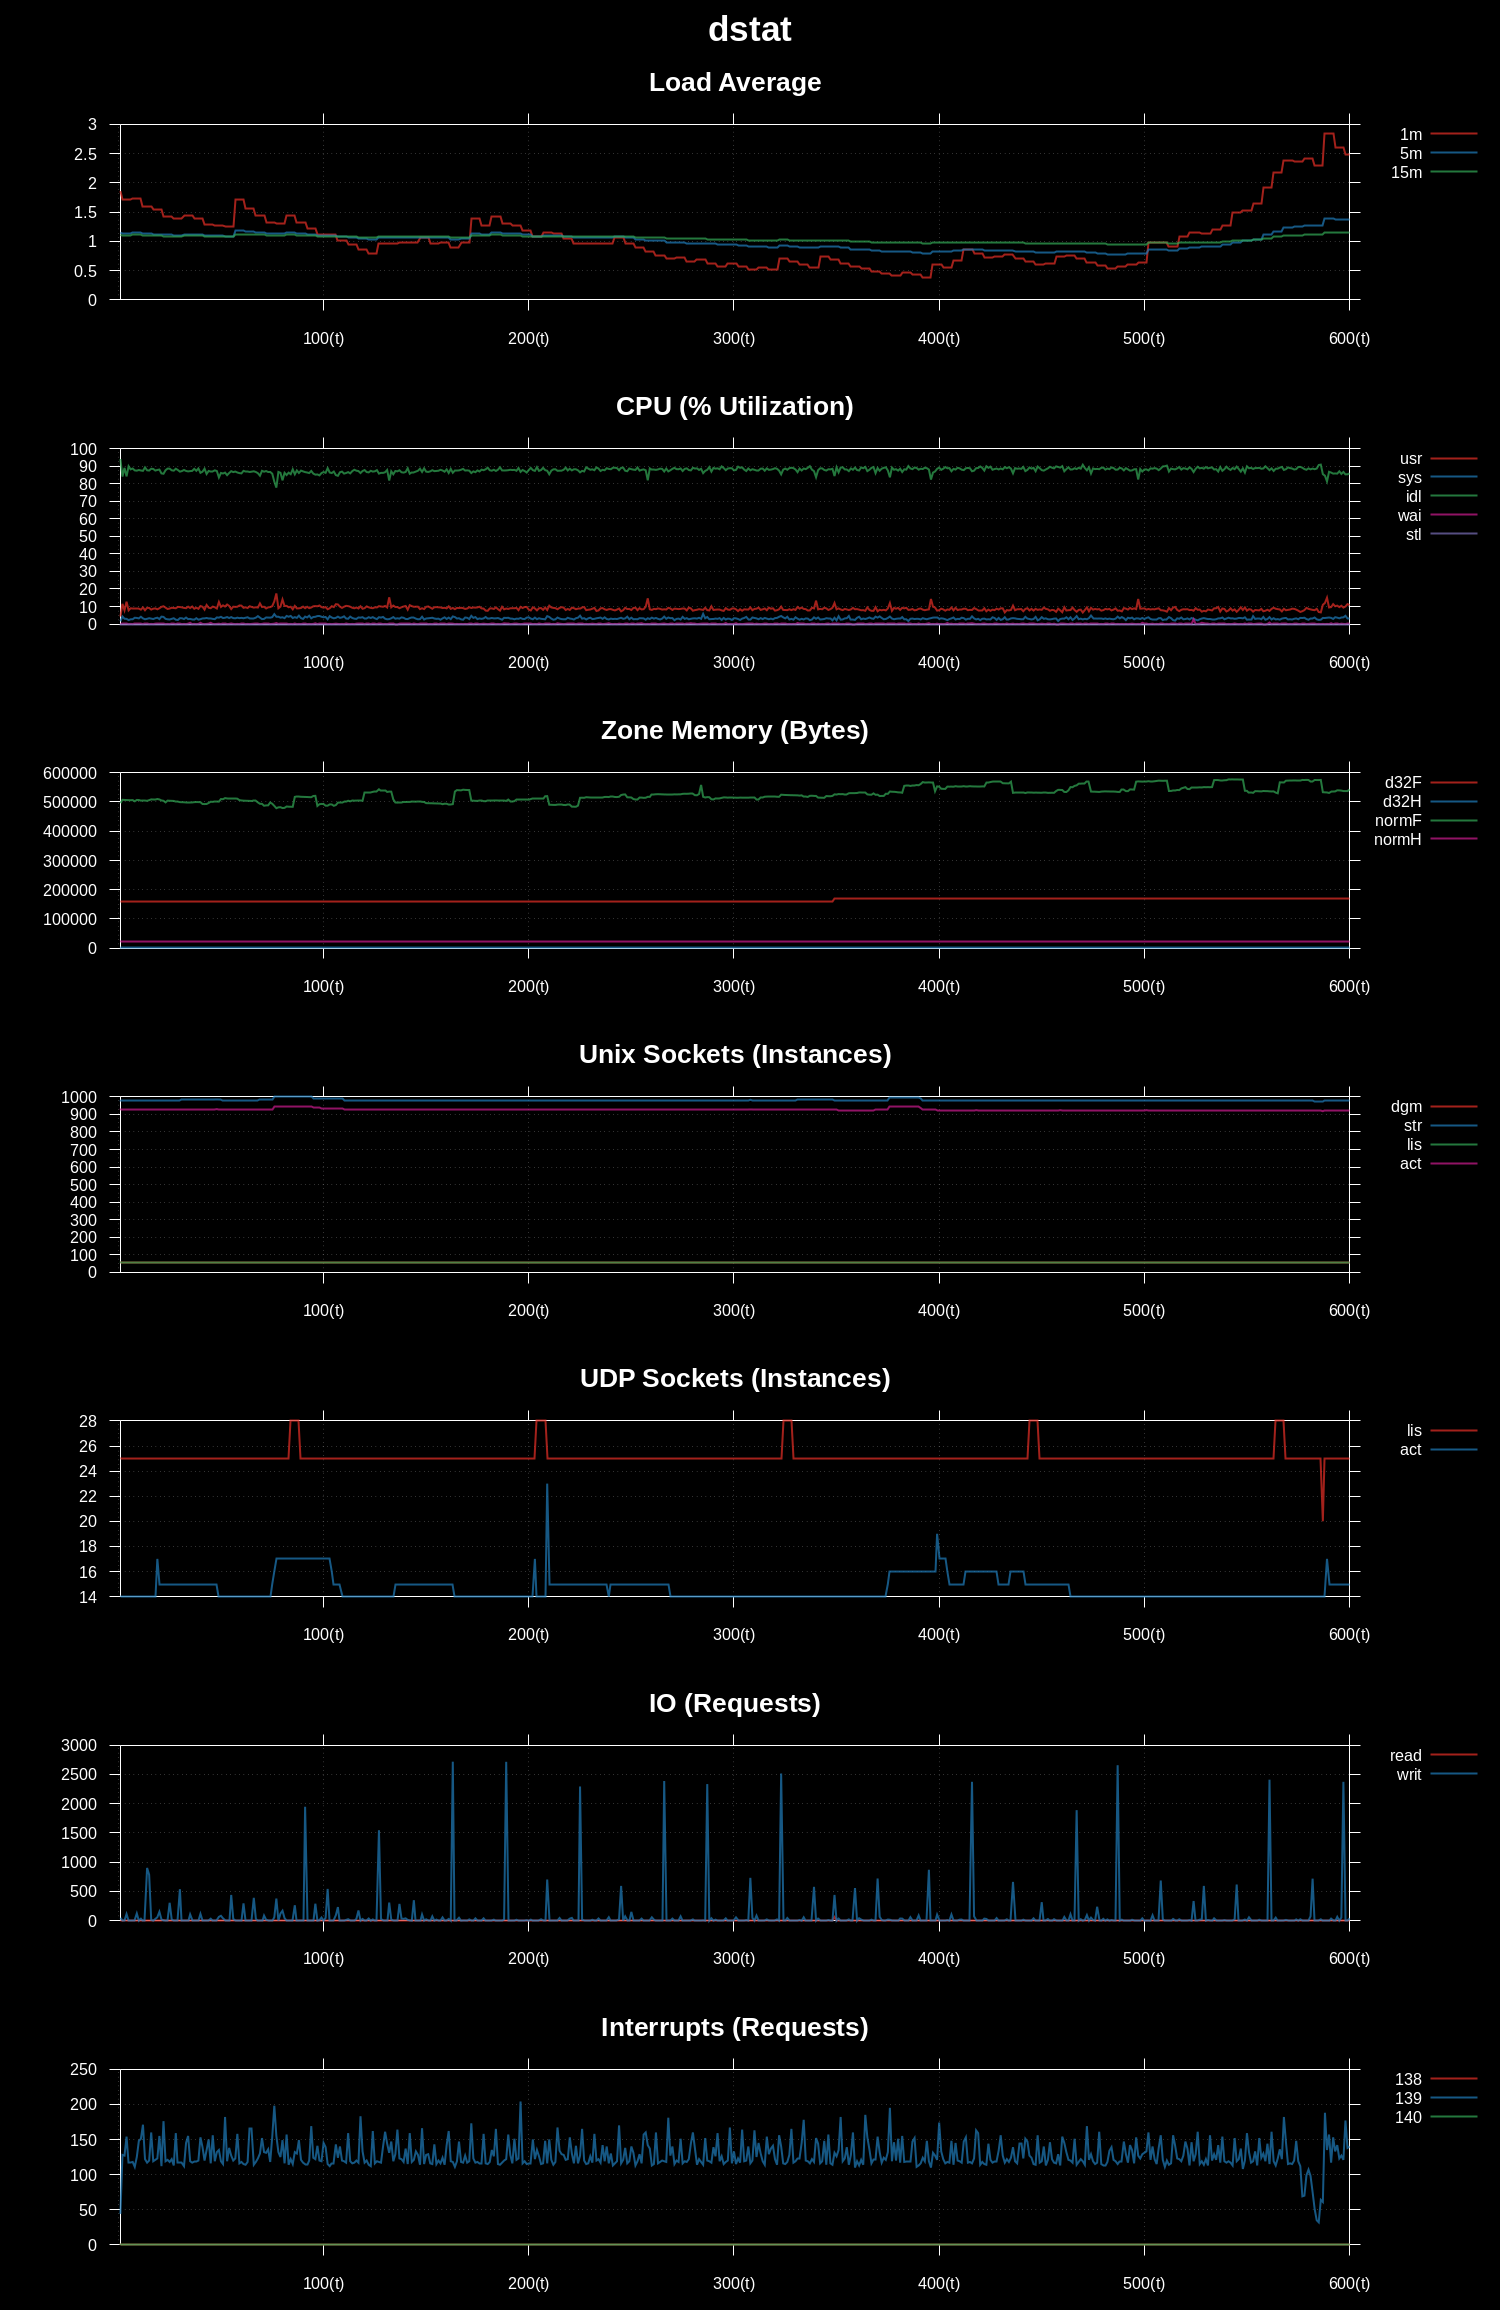 dstat
Load Average
3
2.5
2
1.5
1
0.5
0
100(t) 200(t) 300(t) 400(t) 500(t) 600(t)
1m
5m
15m
CPU (% Utilization)
100
90
80
70
60
50
40
30
20
10
0
100(t) 200(t) 300(t) 400(t) 500(t) 600(t)
usr
sys
idl
wai
stl
Zone Memory (Bytes)
600000
500000
400000
300000
200000
100000
0
100(t) 200(t) 300(t) 400(t) 500(t) 600(t)
d32F
d32H
normF
normH
Unix Sockets (Instances)
1000
900
800
700
600
500
400
300
200
100
0
100(t) 200(t) 300(t) 400(t) 500(t) 600(t)
dgm
str
lis
act
UDP Sockets (Instances)
28
26
24
22
20
18
16
14
100(t) 200(t) 300(t) 400(t) 500(t) 600(t)
lis
act
IO (Requests)
3000
2500
2000
1500
1000
500
0
100(t) 200(t) 300(t) 400(t) 500(t) 600(t)
read
writ
Interrupts (Requests)
250
200
150
100
50
0
100(t) 200(t) 300(t) 400(t) 500(t) 600(t)
138
139
140